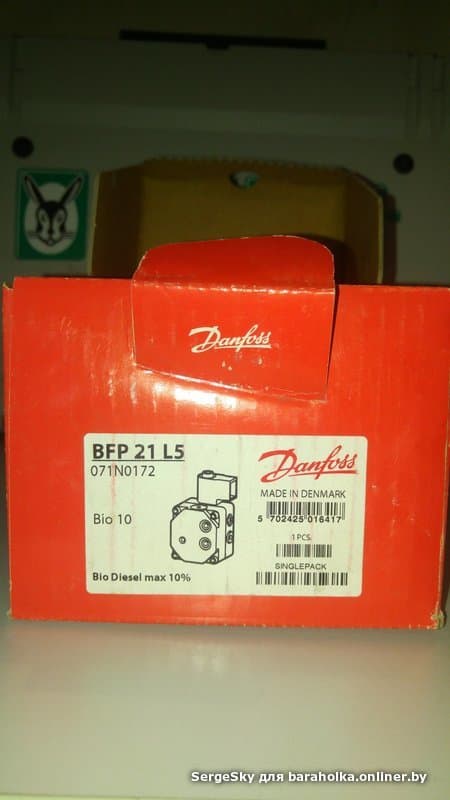 Danfoss
BFP 21 L5
071N0172
Danfoss
MADE IN DENMARK
5 702425 016417
Bio 10
1 PCS.
SINGLEPACK
Bio Diesel max 10%
SergeSky для baraholka.onliner.by